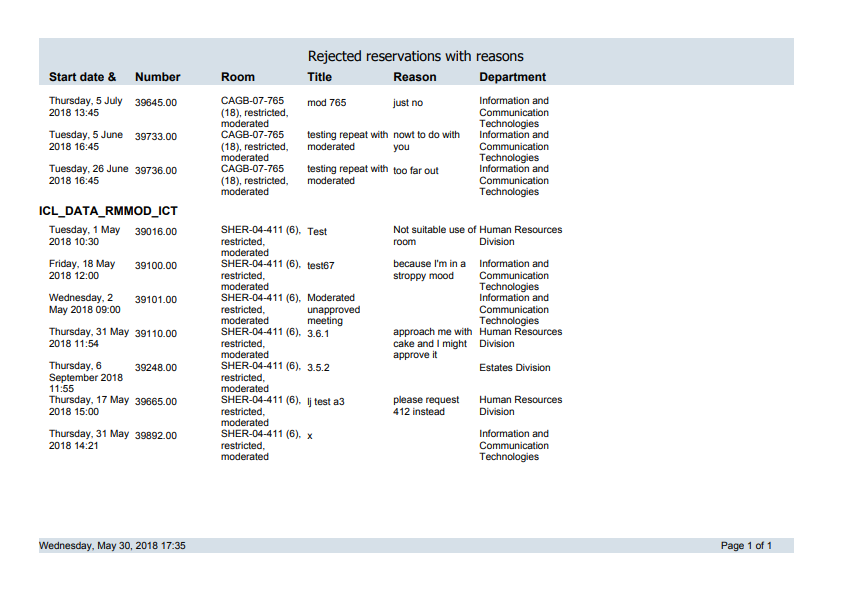 Rejected reservations with reasons
Start date & Number Room Title Reason Department
Thursday, 5 July 39645.00 CAGB-07-765 mod 765 just no Information and
2018 13:45 (18), restricted, Communication
moderated Technologies
Tuesday, 5 June 39733.00 CAGB-07-765 testing repeat with nowt to do with Information and
2018 16:45 (18), restricted, moderated you Communication
moderated Technologies
Tuesday, 26 June 39736.00 CAGB-07-765 testing repeat with too far out Information and
2018 16:45 (18), restricted, moderated Communication
moderated Technologies
ICL_DATA_RMMOD_ICT
Tuesday, 1 May 39016.00 SHER-04-411 (6), Test Not suitable use of Human Resources
2018 10:30 restricted, room Division
moderated
Friday, 18 May 39100.00 SHER-04-411 (6), test67 because I'm in a Information and
2018 12:00 restricted, stroppy mood Communication
moderated Technologies
Wednesday, 2 39101.00 SHER-04-411 (6), Moderated Information and
May 2018 09:00 restricted, unapproved Communication
moderated meeting Technologies
Thursday, 31 May 39110.00 SHER-04-411 (6), 3.6.1 approach me with Human Resources
2018 11:54 restricted, cake and I might Division
moderated approve it
Thursday, 6 39248.00 SHER-04-411 (6), 3.5.2 Estates Division
September 2018 restricted,
11:55 moderated
Thursday, 17 May 39665.00 SHER-04-411 (6), lj test a3 please request Human Resources
2018 15:00 restricted, 412 instead Division
moderated
Thursday, 31 May 39892.00 SHER-04-411 (6), x Information and
2018 14:21 restricted, Communication
moderated Technologies
Wednesday, May 30, 2018 17:35 Page 1 of 1